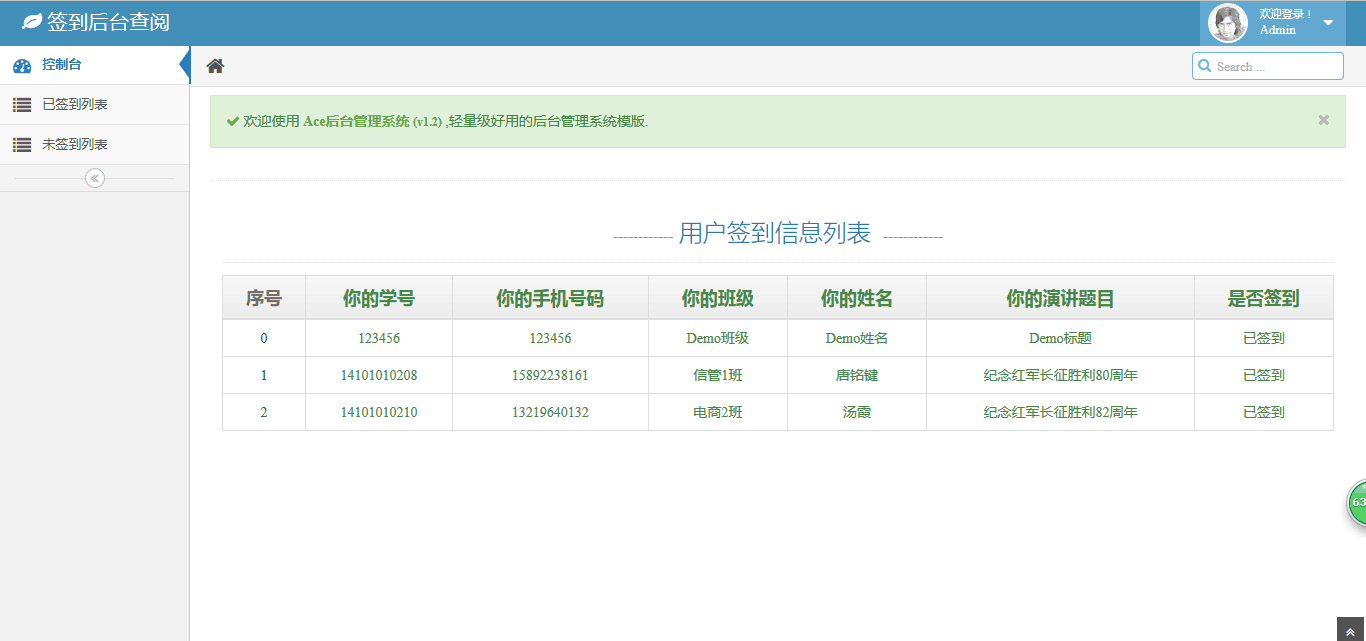 签到后台查阅
欢迎登录！
Admin
控制台
Search ...
已签到列表
未签到列表
欢迎使用 Ace后台管理系统 (v1.2) ,轻量级好用的后台管理系统模版.
------------ 用户签到信息列表 ------------
序号 你的学号 你的手机号码 你的班级 你的姓名 你的演讲题目 是否签到
0 123456 123456 Demo班级 Demo姓名 Demo标题 已签到
1 14101010208 15892238161 信管1班 唐铭键 纪念红军长征胜利80周年 已签到
2 14101010210 13219640132 电商2班 汤霞 纪念红军长征胜利82周年 已签到